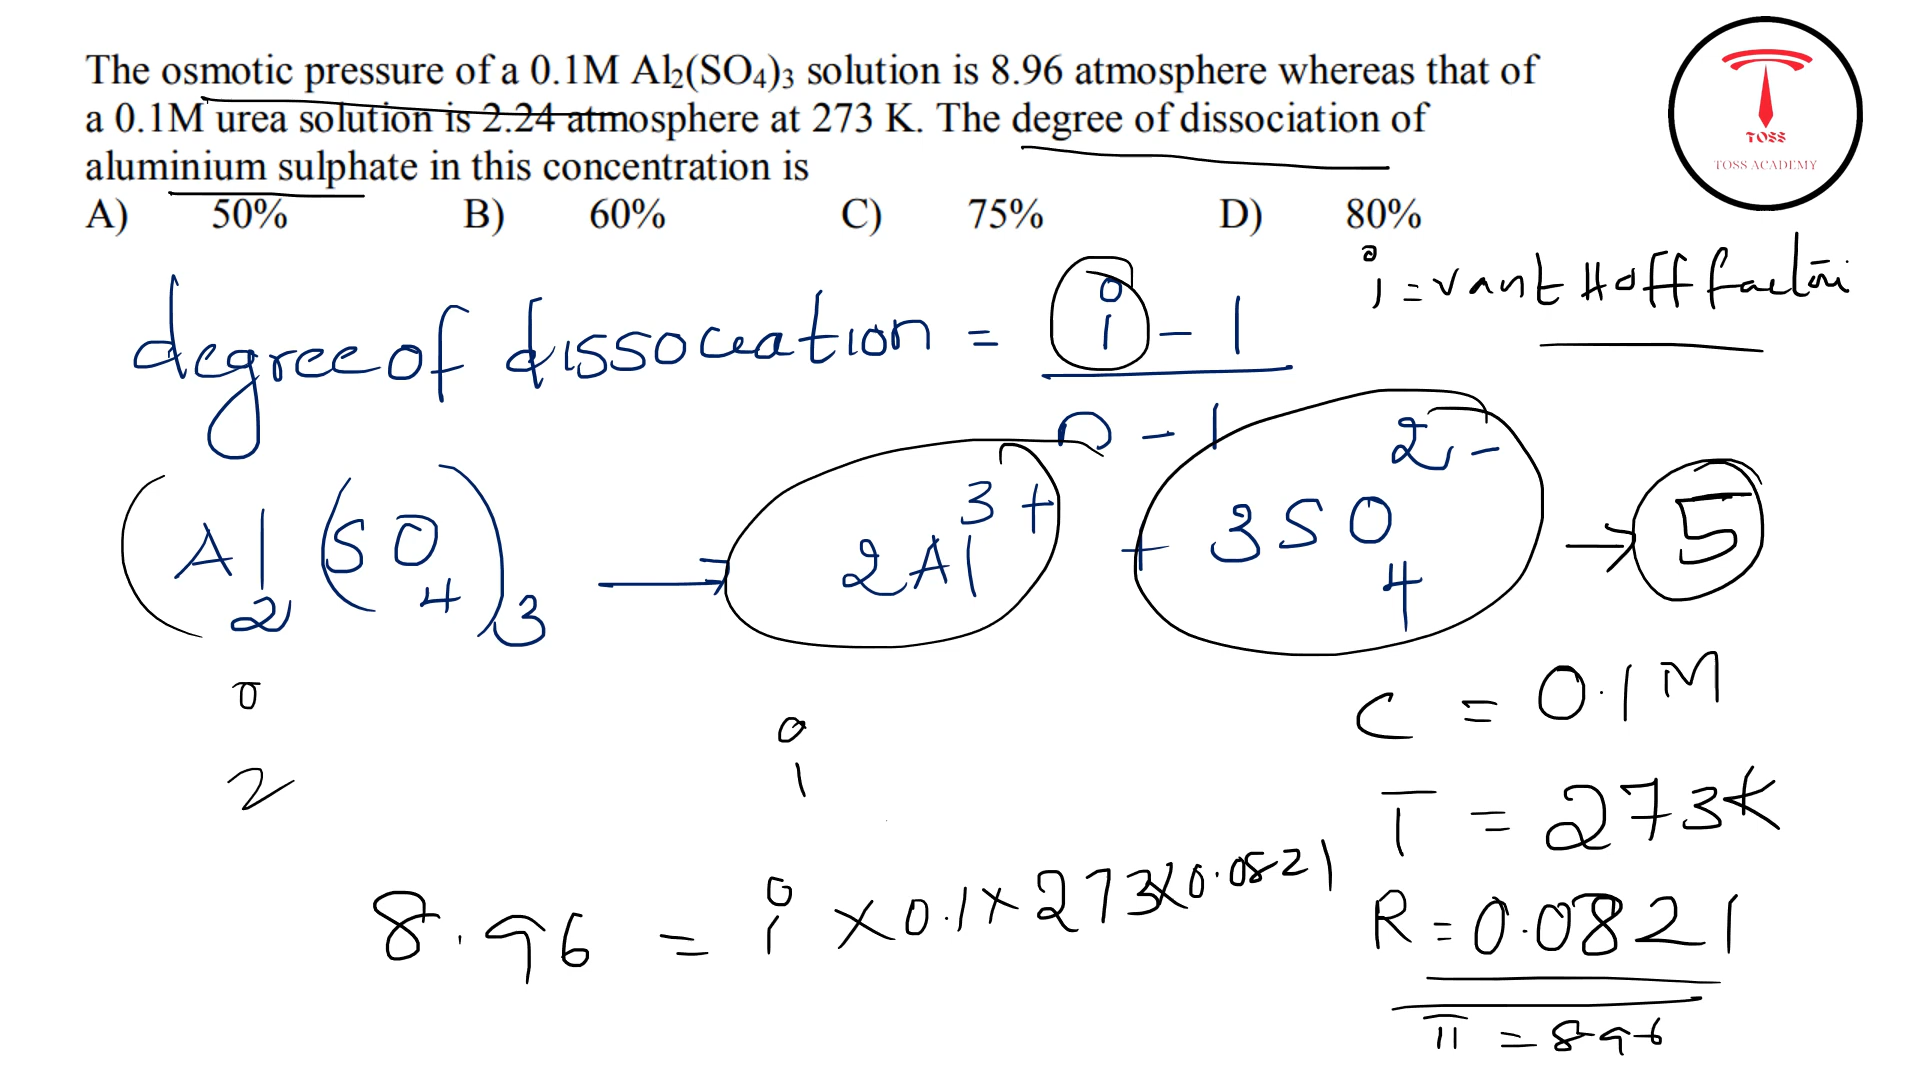 The osmotic pressure of a 0.1M Al₂(SO₄)₃ solution is 8.96 atmosphere whereas that of
a 0.1M urea solution is 2.24 atmosphere at 273 K. The degree of dissociation of
aluminium sulphate in this concentration is
A) 50% B) 60% C) 75% D) 80%
TOSS
TOSS ACADEMY
i = vant Hoff factor
degree of dissociation = i - 1
n - 1
Al₂(SO₄)₃ → 2Al³⁺ + 3SO₄²⁻ → 5
i
C = 0.1M
T = 273K
8.96 = i × 0.1 × 273 × 0.0821
R = 0.0821
π = 8.96